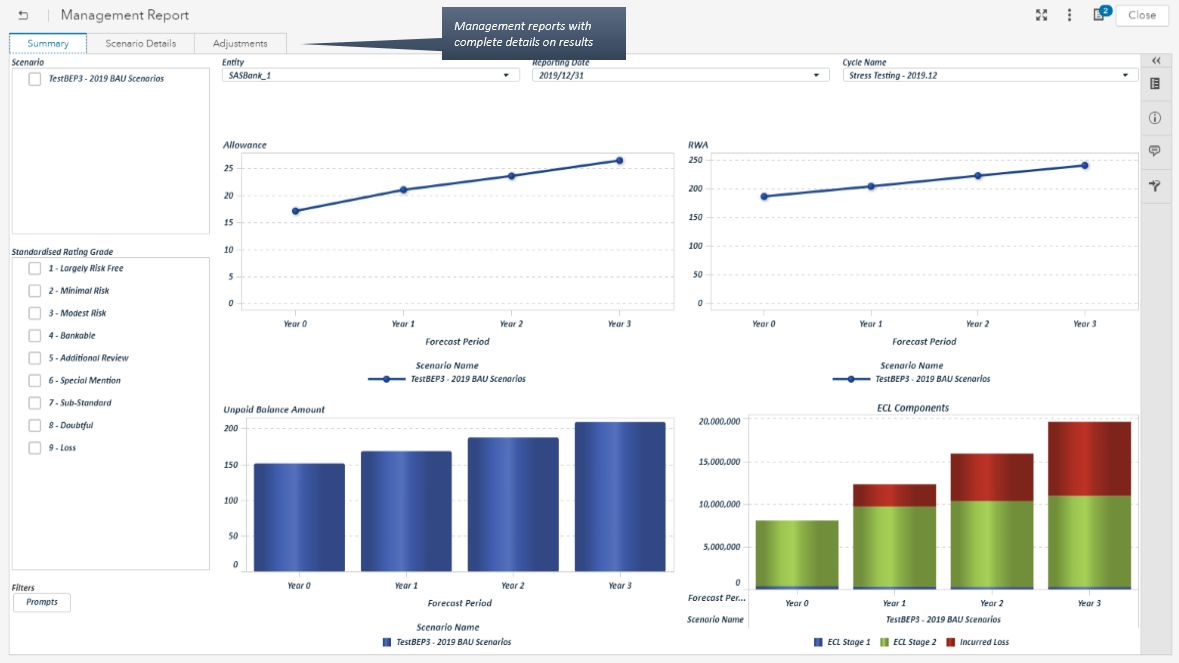 Management Report
2
Close
Summary
Scenario Details
Adjustments
Management reports with
complete details on results
Scenario
TestBEP3 - 2019 BAU Scenarios
Entity
SASBank_1
Reporting Date
2019/12/31
Cycle Name
Stress Testing - 2019.12
Standardised Rating Grade
1 - Largely Risk Free
2 - Minimal Risk
3 - Modest Risk
4 - Bankable
5 - Additional Review
6 - Special Mention
7 - Sub-Standard
8 - Doubtful
9 - Loss
Filters
Prompts
Allowance
25
20
15
10
5
0
Year 0 Year 1 Year 2 Year 3
Forecast Period
Scenario Name
TestBEP3 - 2019 BAU Scenarios
RWA
250
200
150
100
50
0
Year 0 Year 1 Year 2 Year 3
Forecast Period
Scenario Name
TestBEP3 - 2019 BAU Scenarios
Unpaid Balance Amount
200
150
100
50
0
Year 0 Year 1 Year 2 Year 3
Forecast Period
Scenario Name
TestBEP3 - 2019 BAU Scenarios
ECL Components
20,000,000
15,000,000
10,000,000
5,000,000
0
Forecast Per... Year 0 Year 1 Year 2 Year 3
Scenario Name TestBEP3 - 2019 BAU Scenarios
ECL Stage 1 ECL Stage 2 Incurred Loss